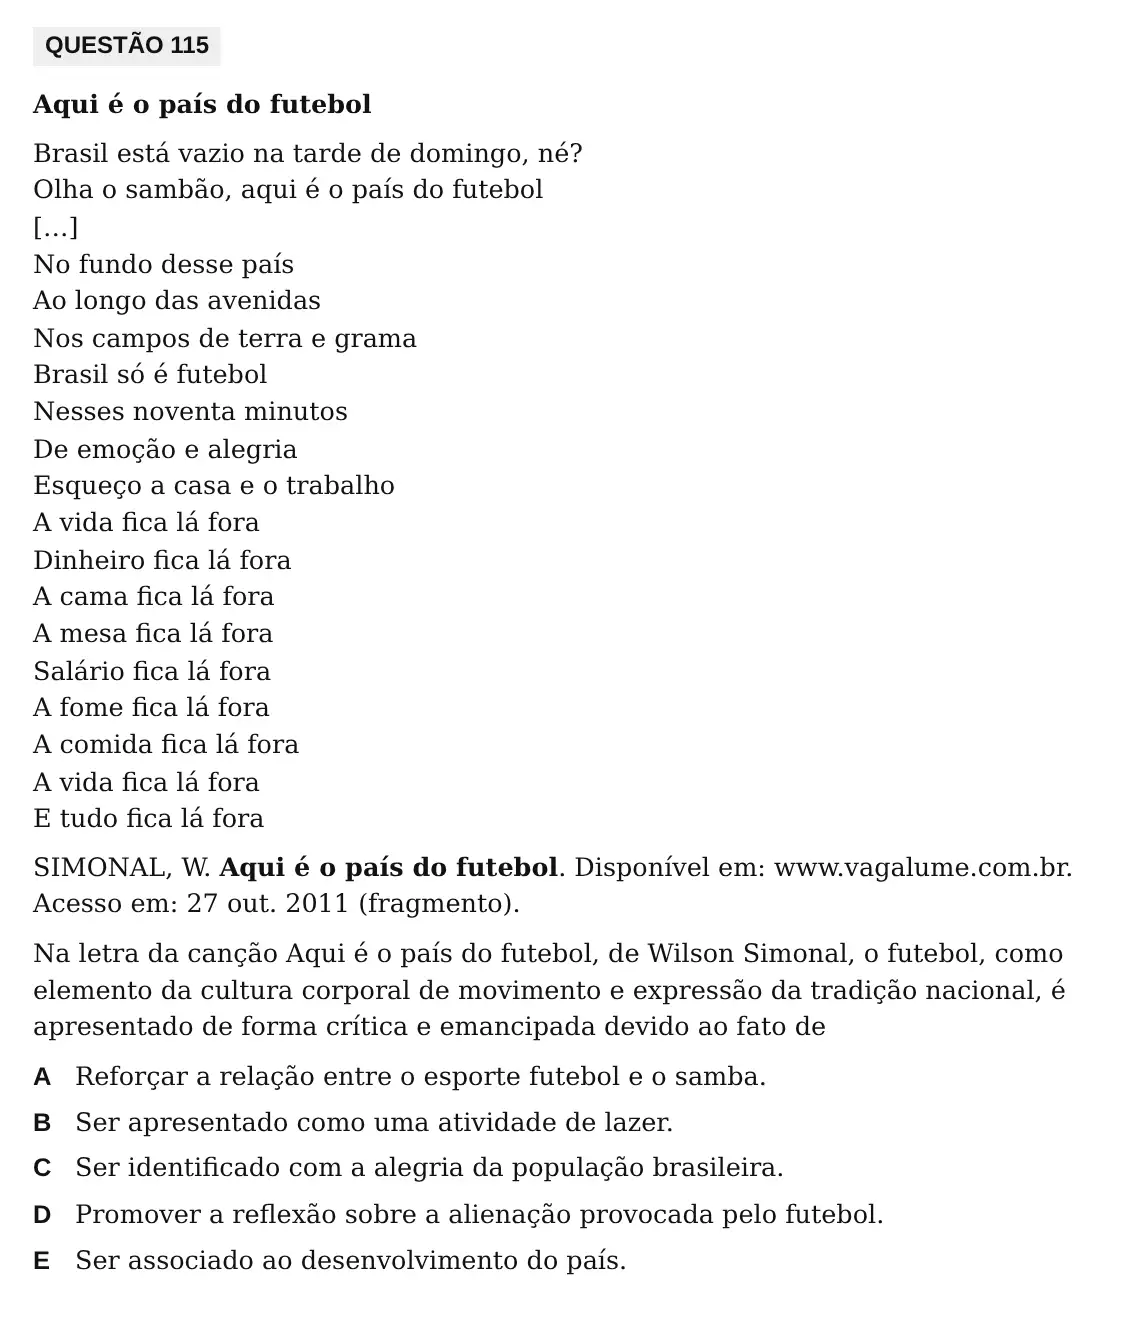 QUESTÃO 115
Aqui é o país do futebol
Brasil está vazio na tarde de domingo, né?
Olha o sambão, aqui é o país do futebol
[…]
No fundo desse país
Ao longo das avenidas
Nos campos de terra e grama
Brasil só é futebol
Nesses noventa minutos
De emoção e alegria
Esqueço a casa e o trabalho
A vida fica lá fora
Dinheiro fica lá fora
A cama fica lá fora
A mesa fica lá fora
Salário fica lá fora
A fome fica lá fora
A comida fica lá fora
A vida fica lá fora
E tudo fica lá fora
SIMONAL, W. Aqui é o país do futebol. Disponível em: www.vagalume.com.br.
Acesso em: 27 out. 2011 (fragmento).
Na letra da canção Aqui é o país do futebol, de Wilson Simonal, o futebol, como
elemento da cultura corporal de movimento e expressão da tradição nacional, é
apresentado de forma crítica e emancipada devido ao fato de
A Reforçar a relação entre o esporte futebol e o samba.
B Ser apresentado como uma atividade de lazer.
C Ser identificado com a alegria da população brasileira.
D Promover a reflexão sobre a alienação provocada pelo futebol.
E Ser associado ao desenvolvimento do país.